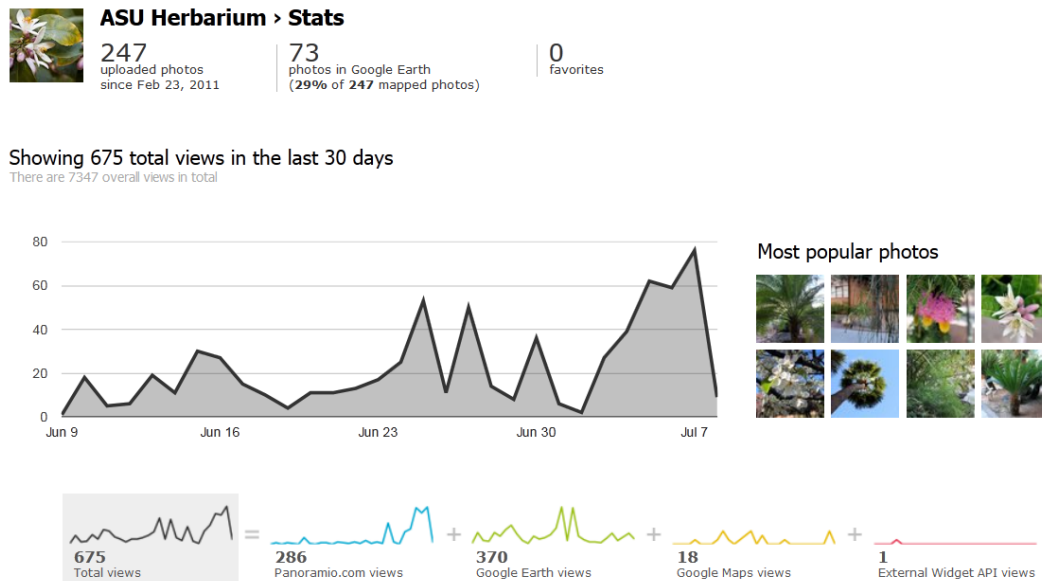 ASU Herbarium › Stats
247
uploaded photos
since Feb 23, 2011
73
photos in Google Earth
(29% of 247 mapped photos)
0
favorites
Showing 675 total views in the last 30 days
There are 7347 overall views in total
80
60
40
20
0
Jun 9
Jun 16
Jun 23
Jun 30
Jul 7
Most popular photos
675
Total views
=
286
Panoramio.com views
+
370
Google Earth views
+
18
Google Maps views
+
1
External Widget API views